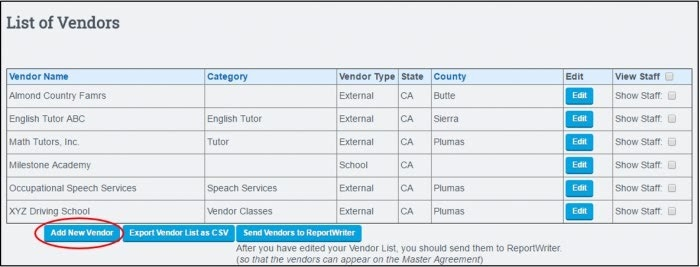 List of Vendors
Vendor Name Category Vendor Type State County Edit View Staff
Almond Country Famrs External CA Butte Edit Show Staff:
English Tutor ABC English Tutor External CA Sierra Edit Show Staff:
Math Tutors, Inc. Tutor External CA Plumas Edit Show Staff:
Milestone Academy School CA Edit Show Staff:
Occupational Speech Services Speach Services External CA Plumas Edit Show Staff:
XYZ Driving School Vendor Classes External CA Plumas Edit Show Staff:
Add New Vendor Export Vendor List as CSV Send Vendors to ReportWriter
After you have edited your Vendor List, you should send them to ReportWriter.
(so that the vendors can appear on the Master Agreement)